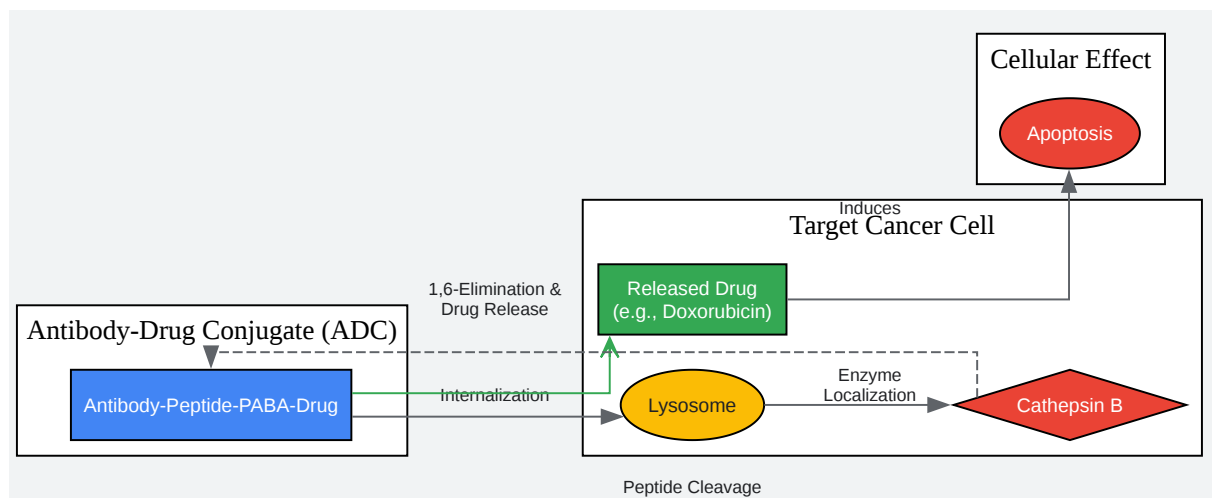 Cellular Effect
Apoptosis
Induces
Target Cancer Cell
1,6-Elimination &
Drug Release
Released Drug
(e.g., Doxorubicin)
Antibody-Drug Conjugate (ADC)
Antibody-Peptide-PABA-Drug
Internalization
Lysosome
Enzyme
Localization
Cathepsin B
Peptide Cleavage